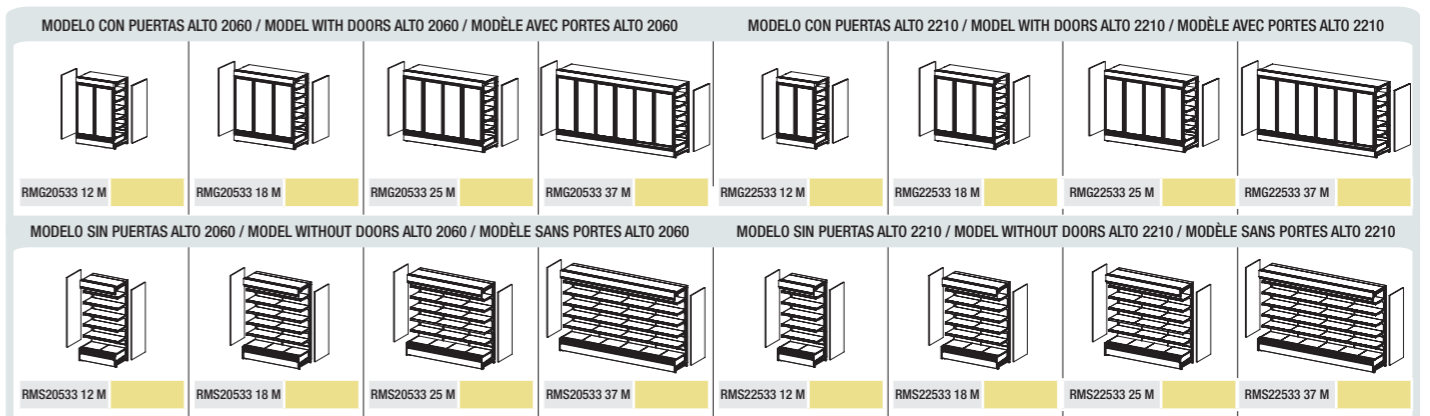 MODELO CON PUERTAS ALTO 2060 / MODEL WITH DOORS ALTO 2060 / MODÈLE AVEC PORTES ALTO 2060
MODELO CON PUERTAS ALTO 2210 / MODEL WITH DOORS ALTO 2210 / MODÈLE AVEC PORTES ALTO 2210
RMG20533 12 M
RMG20533 18 M
RMG20533 25 M
RMG20533 37 M
RMG22533 12 M
RMG22533 18 M
RMG22533 25 M
RMG22533 37 M
MODELO SIN PUERTAS ALTO 2060 / MODEL WITHOUT DOORS ALTO 2060 / MODÈLE SANS PORTES ALTO 2060
MODELO SIN PUERTAS ALTO 2210 / MODEL WITHOUT DOORS ALTO 2210 / MODÈLE SANS PORTES ALTO 2210
RMS20533 12 M
RMS20533 18 M
RMS20533 25 M
RMS20533 37 M
RMS22533 12 M
RMS22533 18 M
RMS22533 25 M
RMS22533 37 M